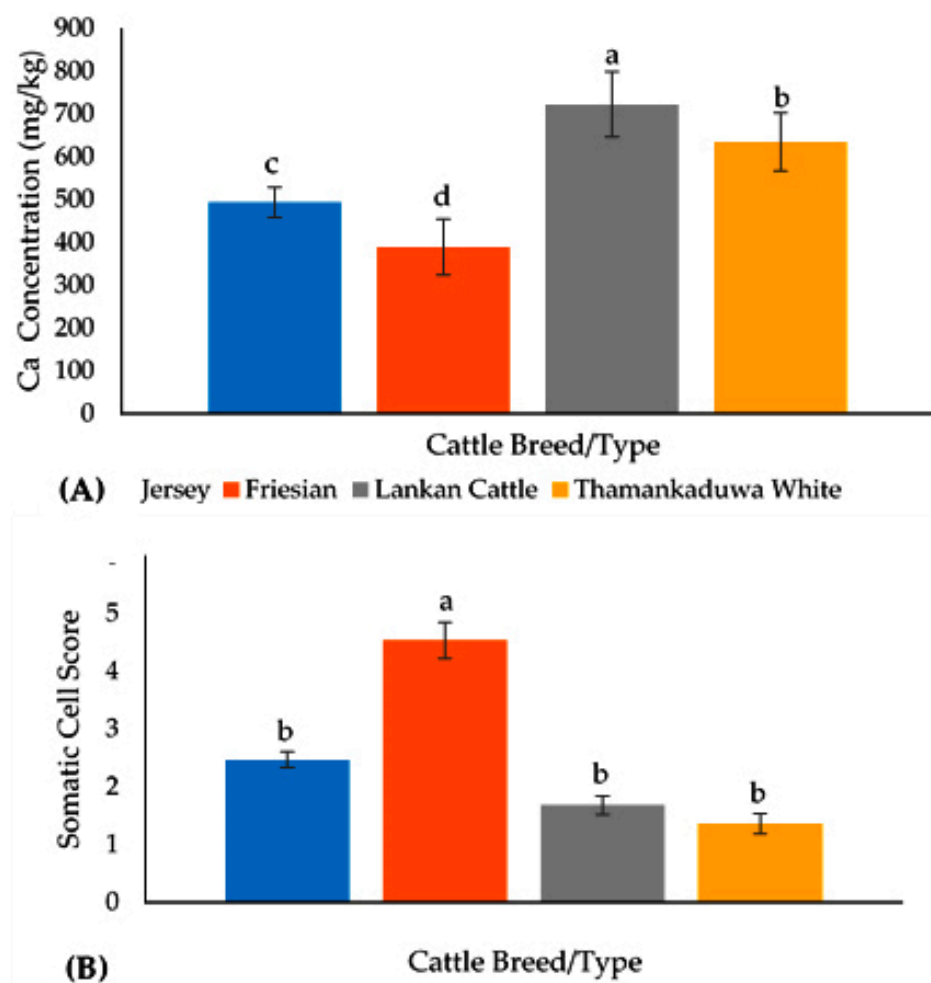 900
800
700
600
500
400
300
200
100
0
Ca Concentration (mg/kg)
c
d
a
b
Cattle Breed/Type
(A) Jersey Friesian Lankan Cattle Thamankaduwa White
-
5
4
3
2
1
0
Somatic Cell Score
b
a
b
b
Cattle Breed/Type
(B)